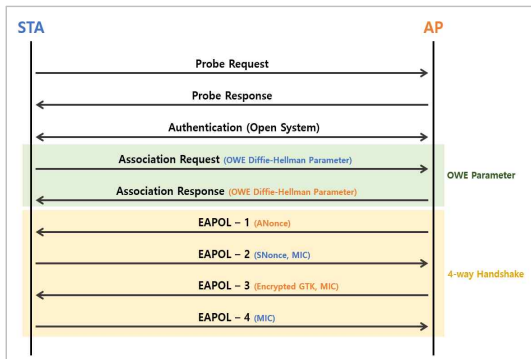 STA AP
Probe Request
Probe Response
Authentication (Open System)
Association Request (OWE Diffie-Hellman Parameter)
OWE Parameter
Association Response (OWE Diffie-Hellman Parameter)
EAPOL – 1 (ANonce)
EAPOL – 2 (SNonce, MIC)
4-way Handshake
EAPOL – 3 (Encrypted GTK, MIC)
EAPOL – 4 (MIC)